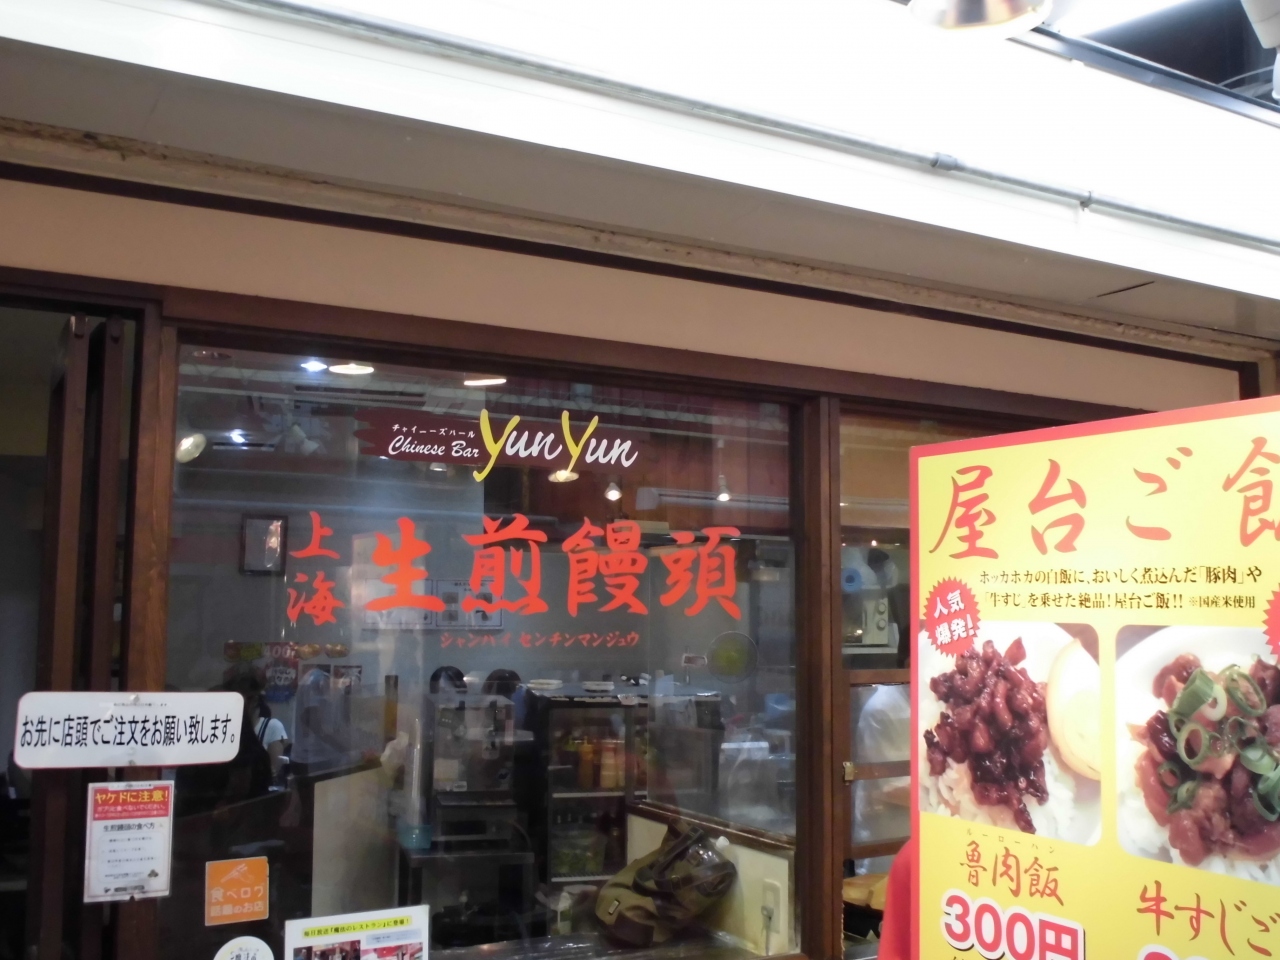 チャイニーズバール
Chinese Bar YunYun
上海 生煎饅頭
シャンハイ センチンマンジュウ
お先に店頭でご注文をお願い致します。
ヤケドに注意!
生煎饅頭の食べ方
食べログ
話題のお店
屋台ご飯
ホッカホカの白飯に、おいしく煮込んだ「豚肉」や
「牛すじ」を乗せた絶品!屋台ご飯!! ※国産米使用
人気
爆発!
ルーローハン
魯肉飯
300円
牛すじご